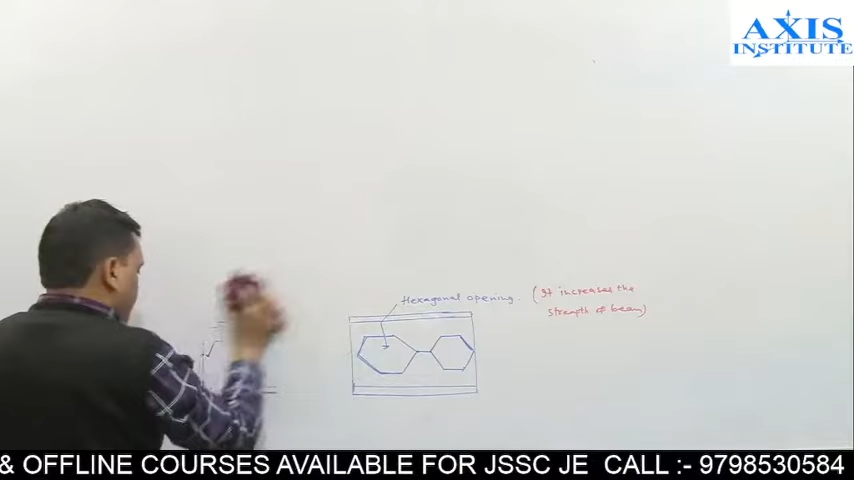 AXIS
INSTITUTE
Hexagonal opening. (It increases the
strength of beam)
& OFFLINE COURSES AVAILABLE FOR JSSC JE CALL :- 9798530584